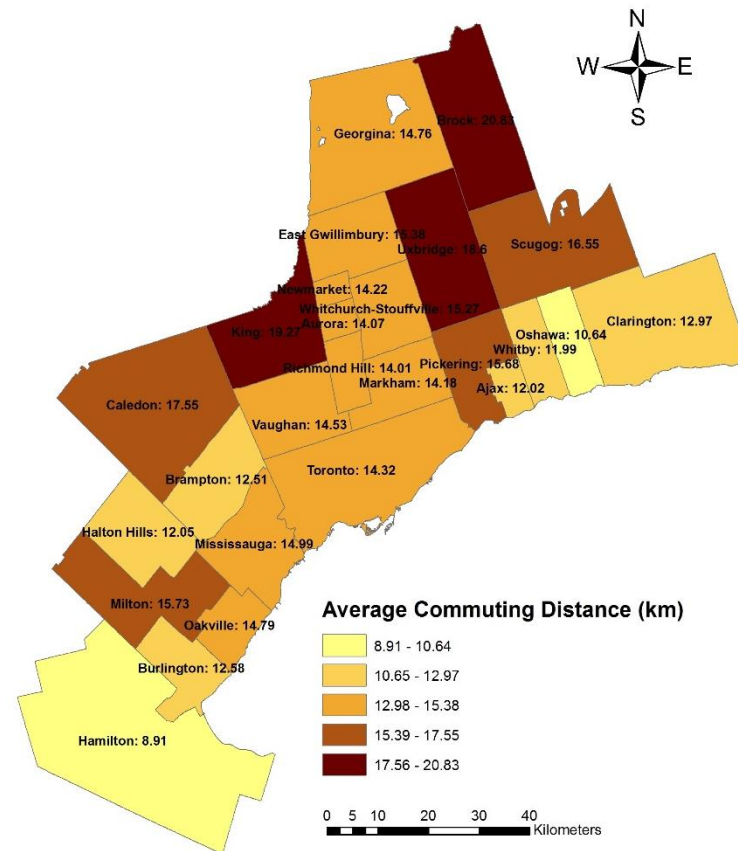 N
W E
S
Brock: 20.83
Georgina: 14.76
East Gwillimbury: 15.38
Uxbridge: 18.6
Scugog: 16.55
Newmarket: 14.22
Whitchurch-Stouffville: 15.27
Aurora: 14.07
King: 19.27
Oshawa: 10.64
Clarington: 12.97
Whitby: 11.99
Pickering: 15.68
Richmond Hill: 14.01
Markham: 14.18
Ajax: 12.02
Caledon: 17.55
Vaughan: 14.53
Toronto: 14.32
Brampton: 12.51
Halton Hills: 12.05
Mississauga: 14.99
Milton: 15.73
Oakville: 14.79
Burlington: 12.58
Hamilton: 8.91
Average Commuting Distance (km)
8.91 - 10.64
10.65 - 12.97
12.98 - 15.38
15.39 - 17.55
17.56 - 20.83
0 5 10 20 30 40
Kilometers